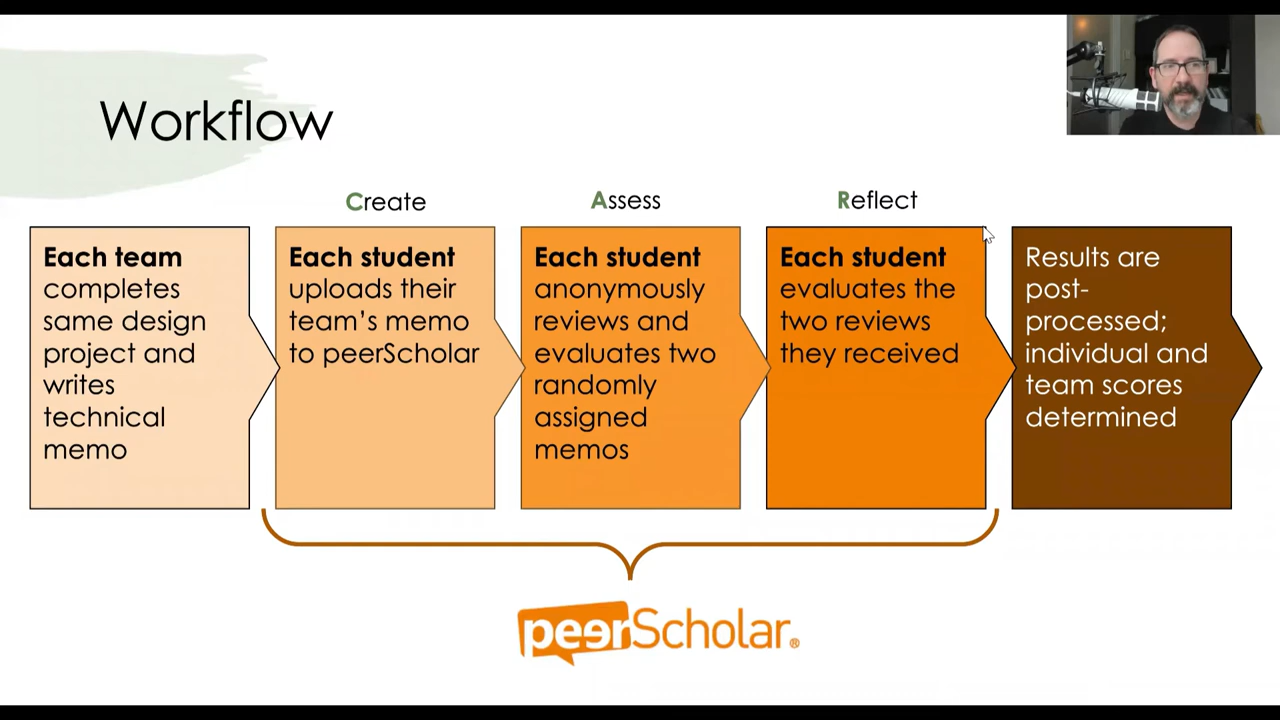 Workflow
Create
Assess
Reflect
Each team
completes
same design
project and
writes
technical
memo
Each student
uploads their
team's memo
to peerScholar
Each student
anonymously
reviews and
evaluates two
randomly
assigned
memos
Each student
evaluates the
two reviews
they received
Results are
post-
processed;
individual and
team scores
determined
peerScholar®